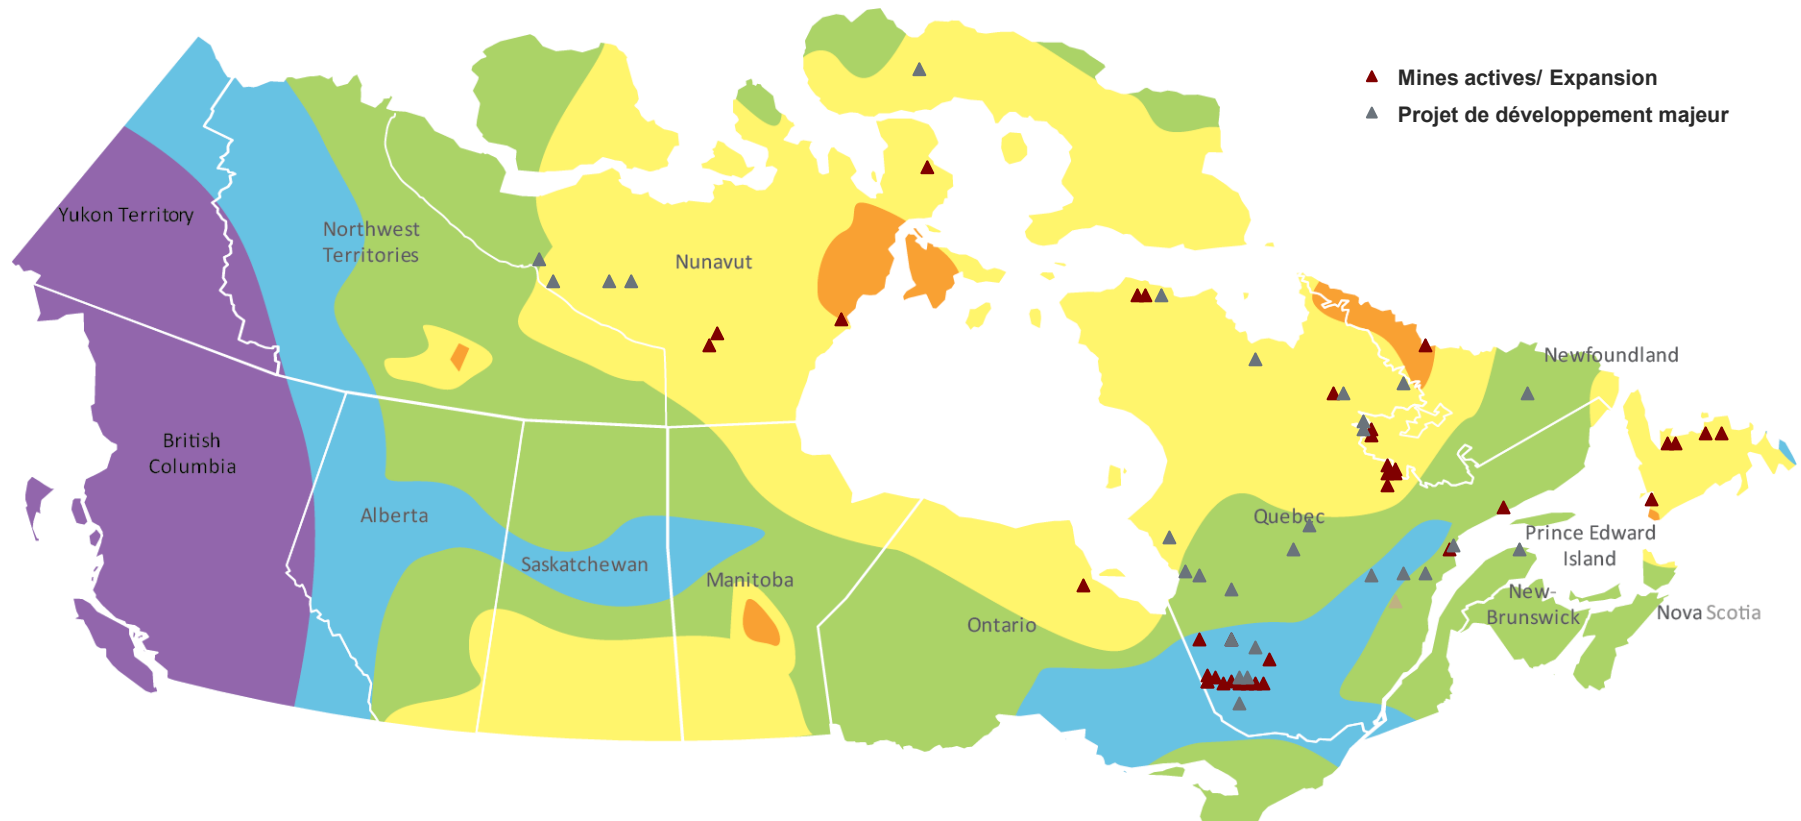 Mines actives/ Expansion
Projet de développement majeur
Yukon Territory
Northwest
Territories
Nunavut
Newfoundland
British
Columbia
Alberta
Quebec
Saskatchewan
Prince Edward
Island
Manitoba
New-
Brunswick
Nova Scotia
Ontario